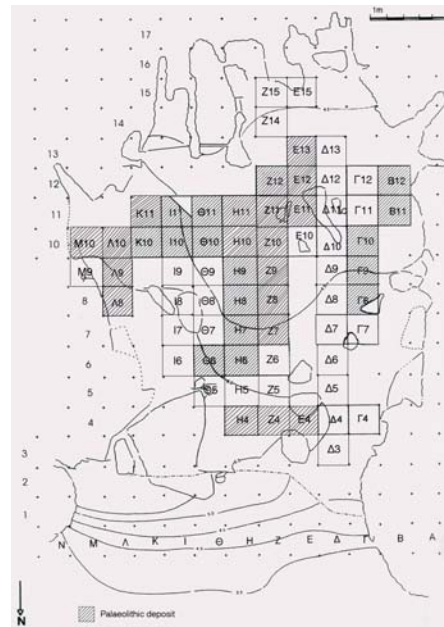 1m
17
16
15 Z15 E15
Z14
14
E13 Δ13
13
12 Z12 E12 Δ12 Γ12 B12
11 K11 I11 Θ11 H11 Z11 E11 Δ11 Γ11 B11
10 M10 Λ10 K10 I10 Θ10 H10 Z10 E10 Δ10 Γ10
M9 Λ9 I9 Θ9 H9 Z9 Δ9 Γ9
8 Λ8 I8 Θ8 H8 Z8 Δ8 Γ8
7 I7 Θ7 H7 Z7 Δ7 Γ7
6 I6 Θ6 H6 Z6 Δ6
5 Θ5 H5 Z5 Δ5
4 H4 Z4 E4 Δ4 Γ4
3 Δ3
2
1
N M Λ K I Θ H Z E Δ Γ B A
N
Palaeolithic deposit